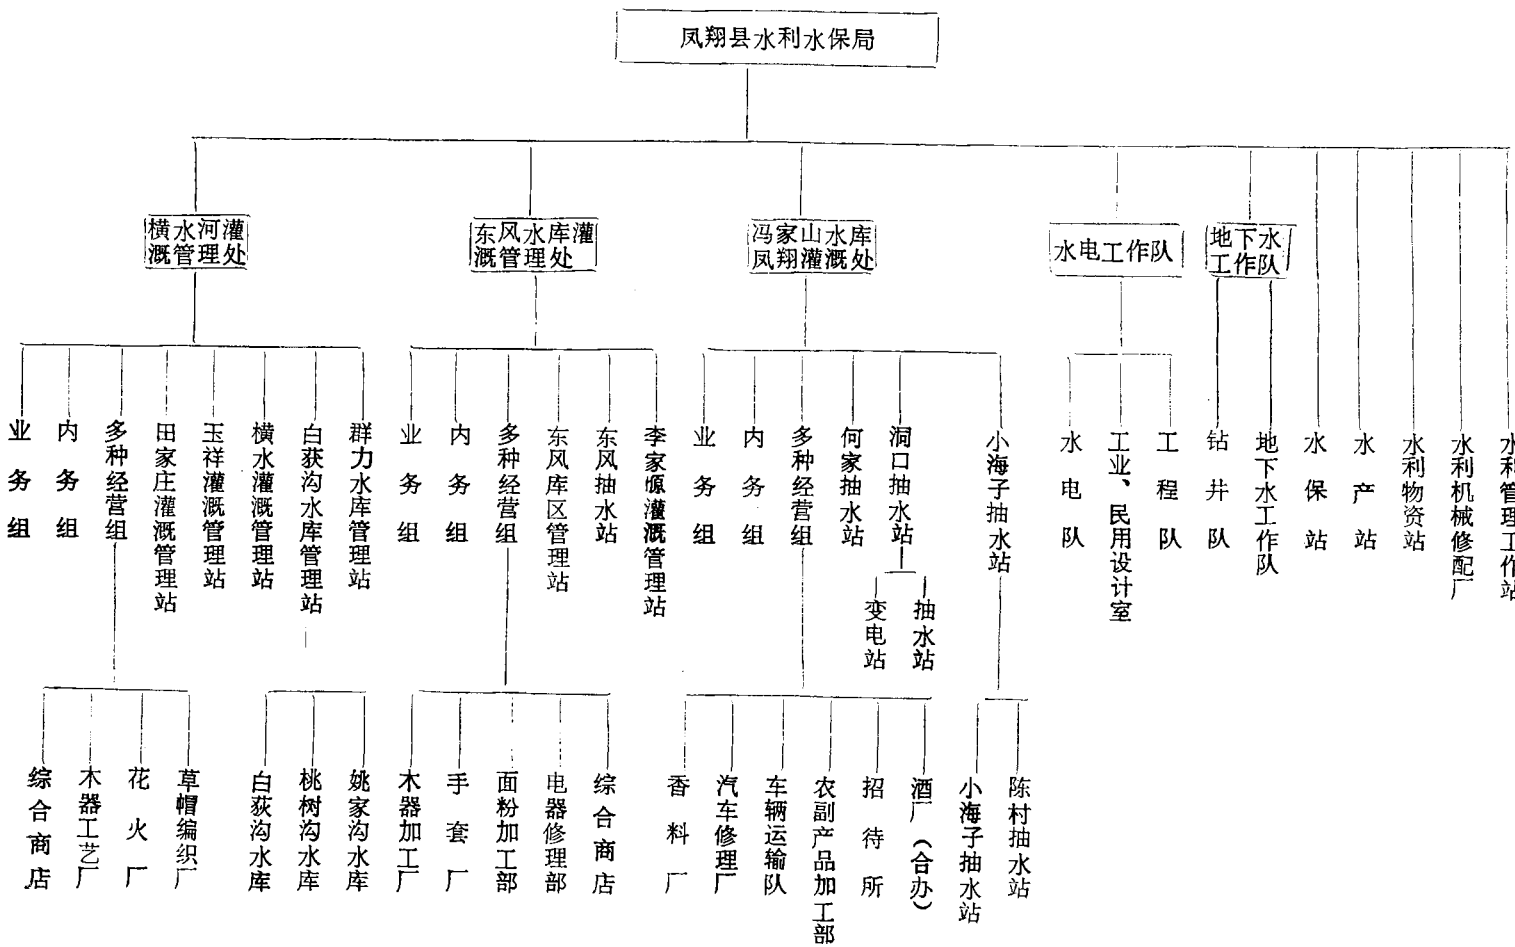 凤翔县水利水保局
横水河灌
溉管理处
东风水库灌
溉管理处
冯家山水库
凤翔灌溉处
水电工作队
地下水
工作队
业务组
内务组
多种经营组
田家庄灌溉管理站
玉祥灌溉管理站
横水灌溉管理站
白荻沟水库管理站
群力水库管理站
业务组
内务组
多种经营组
东风库区管理站
东风抽水站
李家塬灌溉管理站
业务组
内务组
多种经营组
何家抽水站
洞口抽水站
小海子抽水站
水电队
工业、民用设计室
工程队
钻井队
地下水工作队
水保站
水产站
水利物资站
水利机械修配厂
水利管理工作站
变电站
抽水站
综合商店
木器工艺厂
花火厂
草帽编织厂
白荻沟水库
桃树沟水库
姚家沟水库
木器加工厂
手套厂
面粉加工部
电器修理部
综合商店
香料厂
汽车修理厂
车辆运输队
农副产品加工部
招待所
酒厂(合办)
小海子抽水站
陈村抽水站